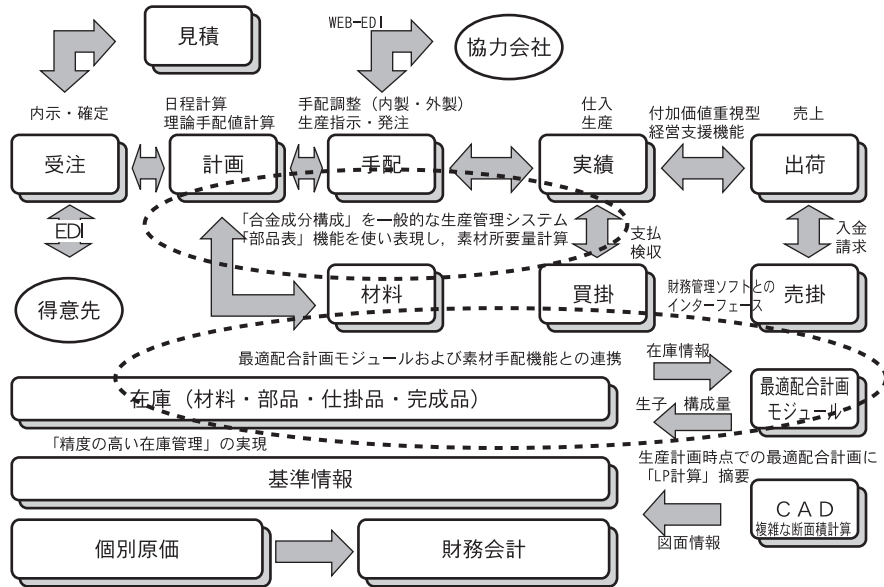 見積
WEB-EDI
協力会社
内示・確定
日程計算
理論手配値計算
手配調整（内製・外製）
生産指示・発注
仕入
生産
付加価値重視型
経営支援機能
売上
受注
計画
手配
実績
出荷
EDI
「合金成分構成」を一般的な生産管理システム
「部品表」機能を使い表現し，素材所要量計算
支払
検収
入金
請求
得意先
材料
買掛
財務管理ソフトとの
インターフェース
売掛
最適配合計画モジュールおよび素材手配機能との連携
在庫情報
在庫（材料・部品・仕掛品・完成品）
生子 構成量
最適配合計画
モジュール
「精度の高い在庫管理」の実現
生産計画時点での最適配合計画に
「LP計算」摘要
基準情報
CAD
複雑な断面積計算
図面情報
個別原価
財務会計